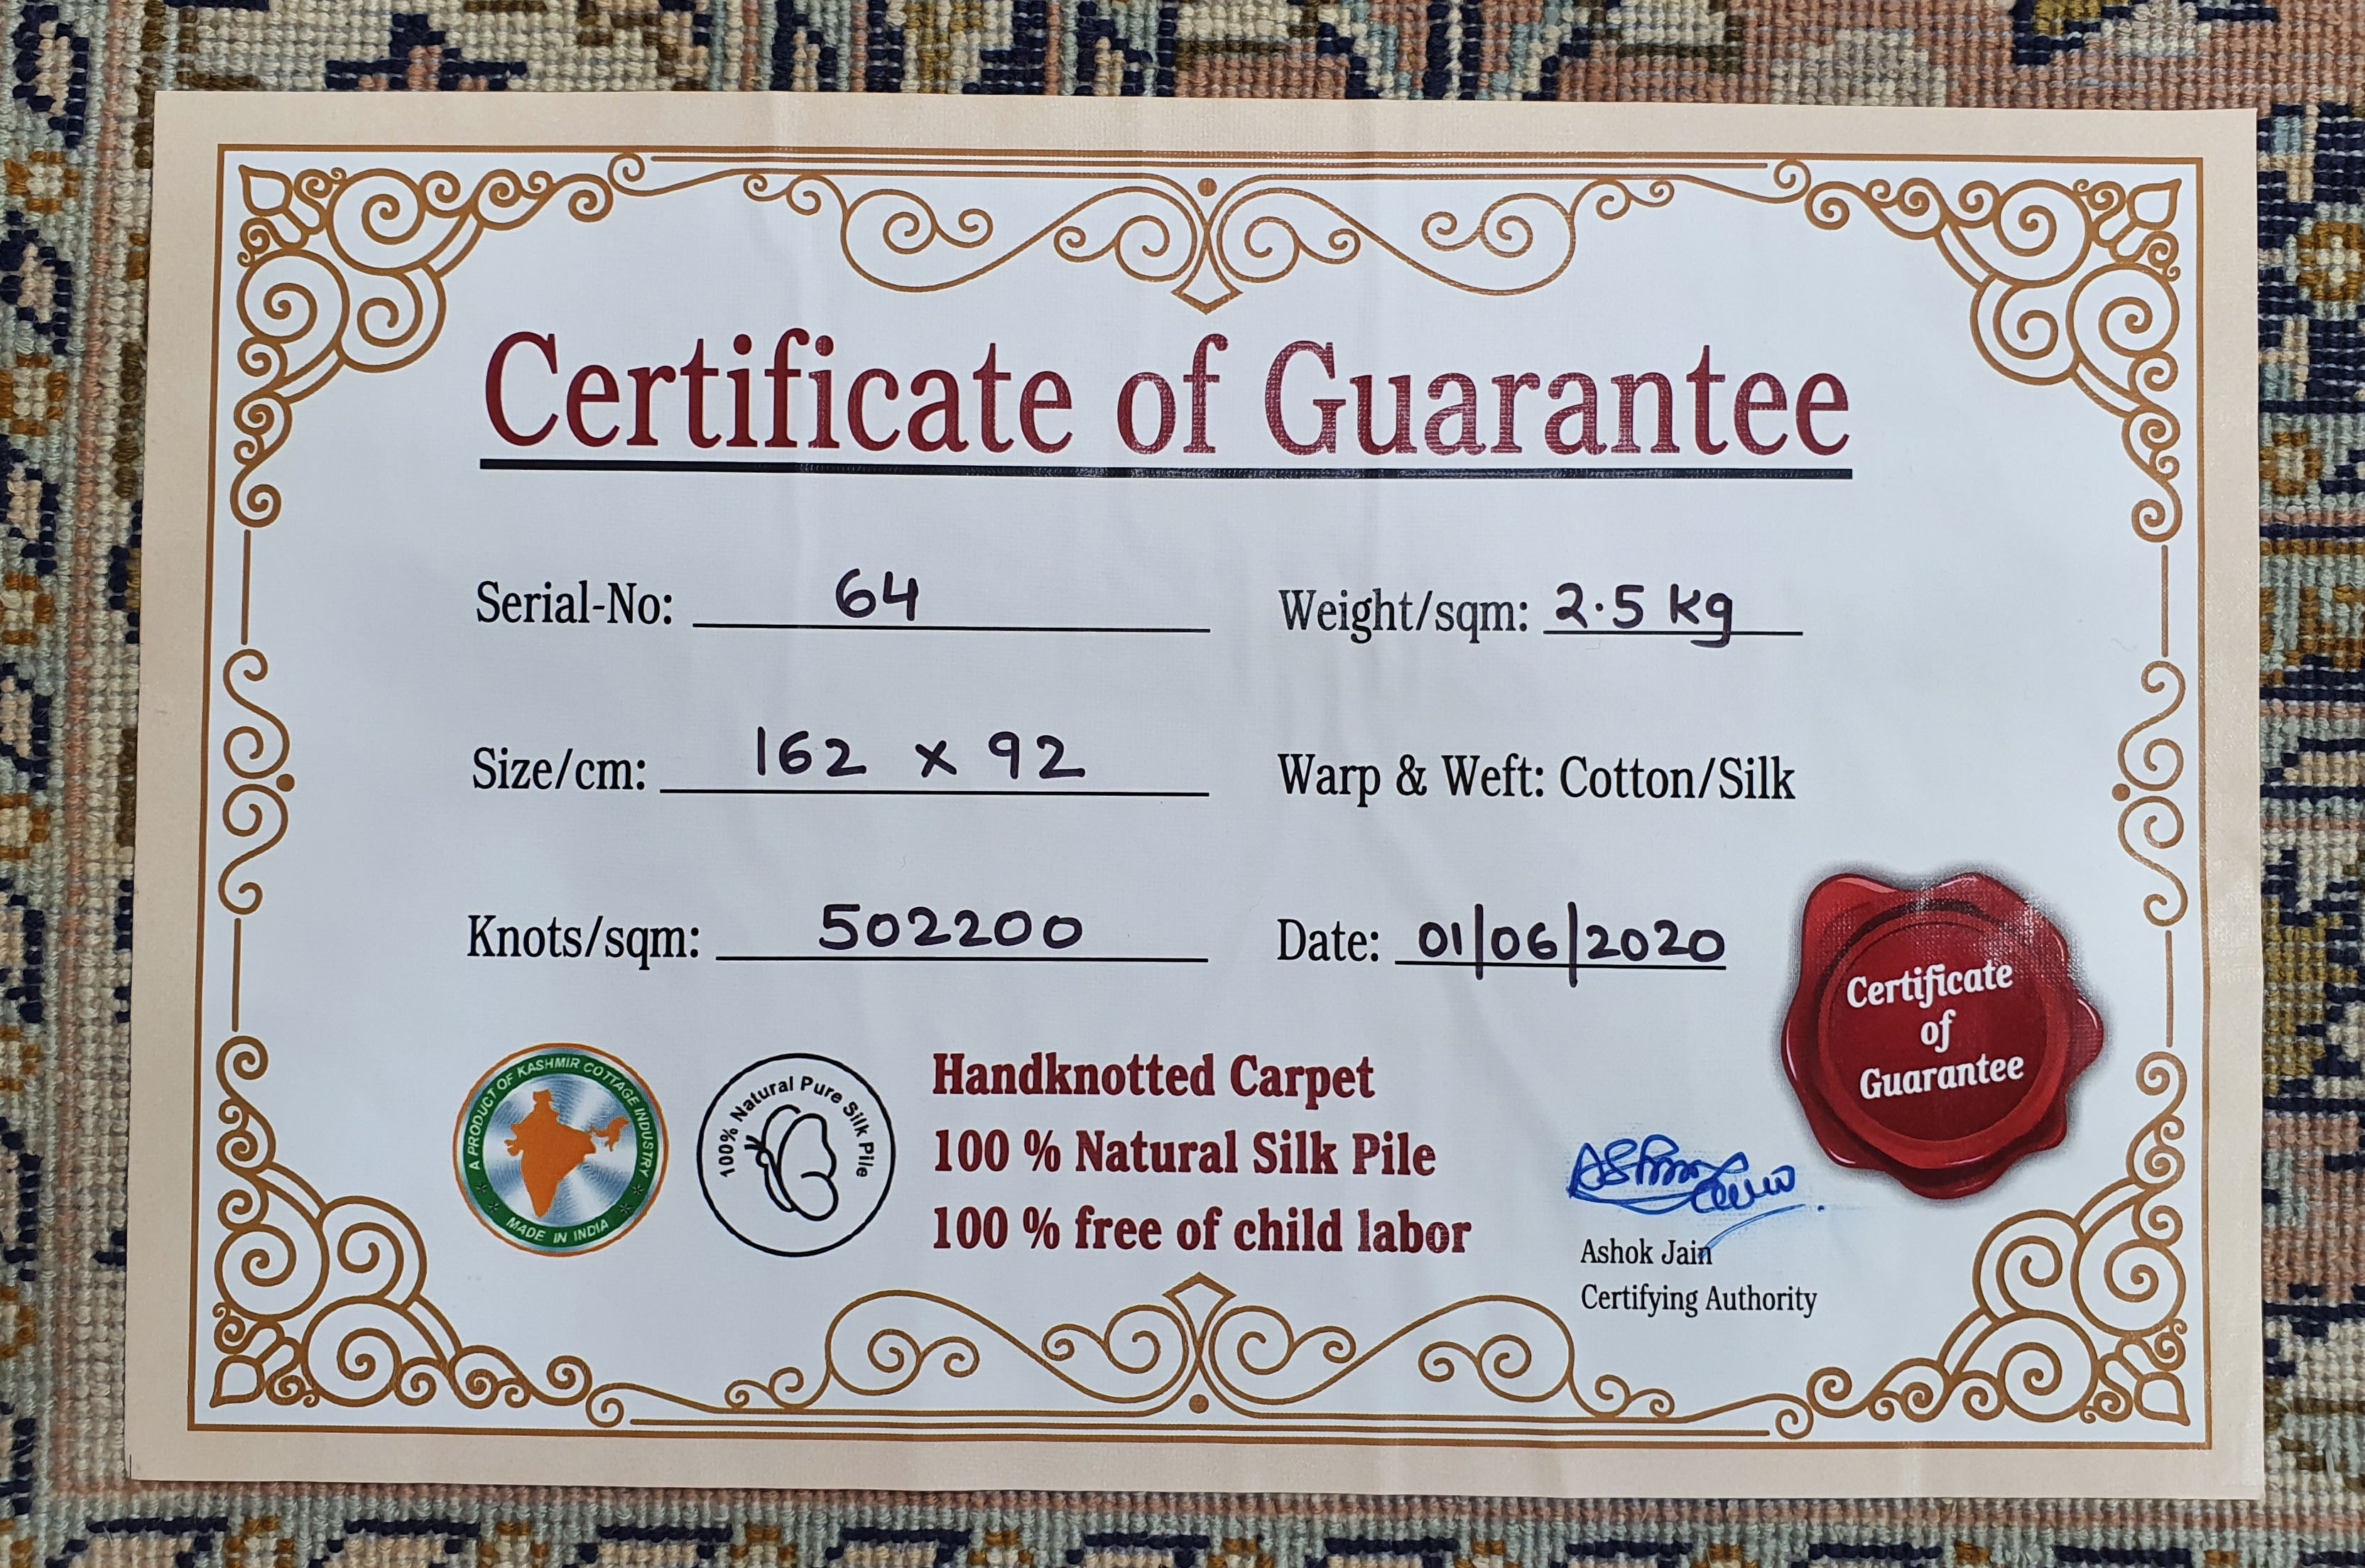 Certificate of Guarantee
Serial-No: 64
Weight/sqm: 2.5 kg
Size/cm: 162 x 92
Warp & Weft: Cotton/Silk
Knots/sqm: 502200
Date: 01/06/2020
Certificate
of
Guarantee
A PRODUCT OF KASHMIR COTTAGE INDUSTRY
MADE IN INDIA
100% Natural Pure Silk Pile
Handknotted Carpet
100 % Natural Silk Pile
100 % free of child labor
Ashok Jain
Certifying Authority